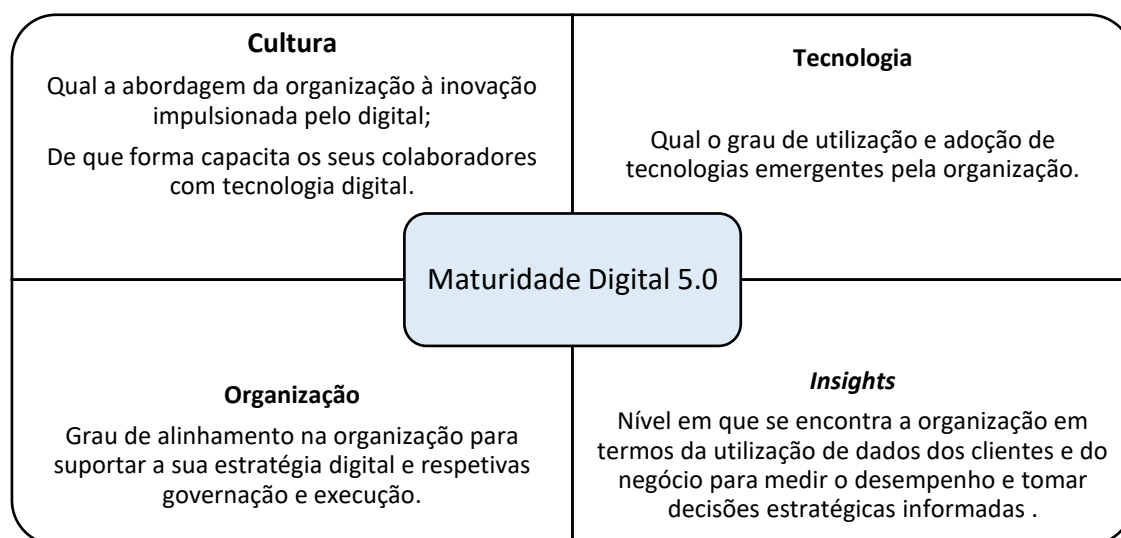 Cultura
Qual a abordagem da organização à inovação
impulsionada pelo digital;
De que forma capacita os seus colaboradores
com tecnologia digital.
Tecnologia
Qual o grau de utilização e adoção de
tecnologias emergentes pela organização.
Maturidade Digital 5.0
Organização
Grau de alinhamento na organização para
suportar a sua estratégia digital e respetivas
governação e execução.
Insights
Nível em que se encontra a organização em
termos da utilização de dados dos clientes e do
negócio para medir o desempenho e tomar
decisões estratégicas informadas .